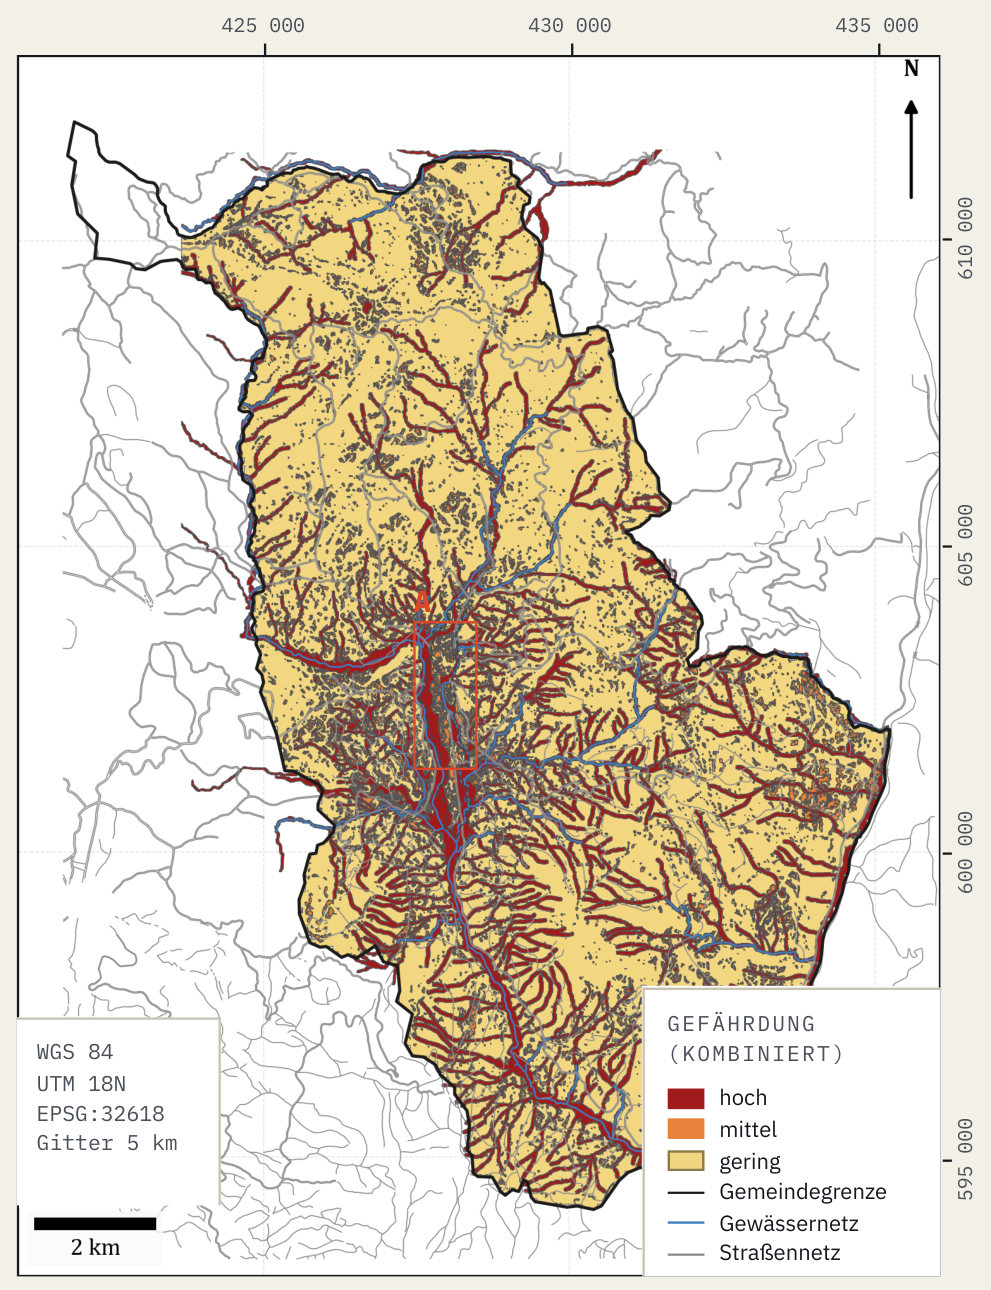 425 000
430 000
435 000
N
610 000
605 000
A
600 000
595 000
WGS 84
UTM 18N
EPSG:32618
Gitter 5 km
2 km
GEFÄHRDUNG
(KOMBINIERT)
hoch
mittel
gering
Gemeindegrenze
Gewässernetz
Straßennetz